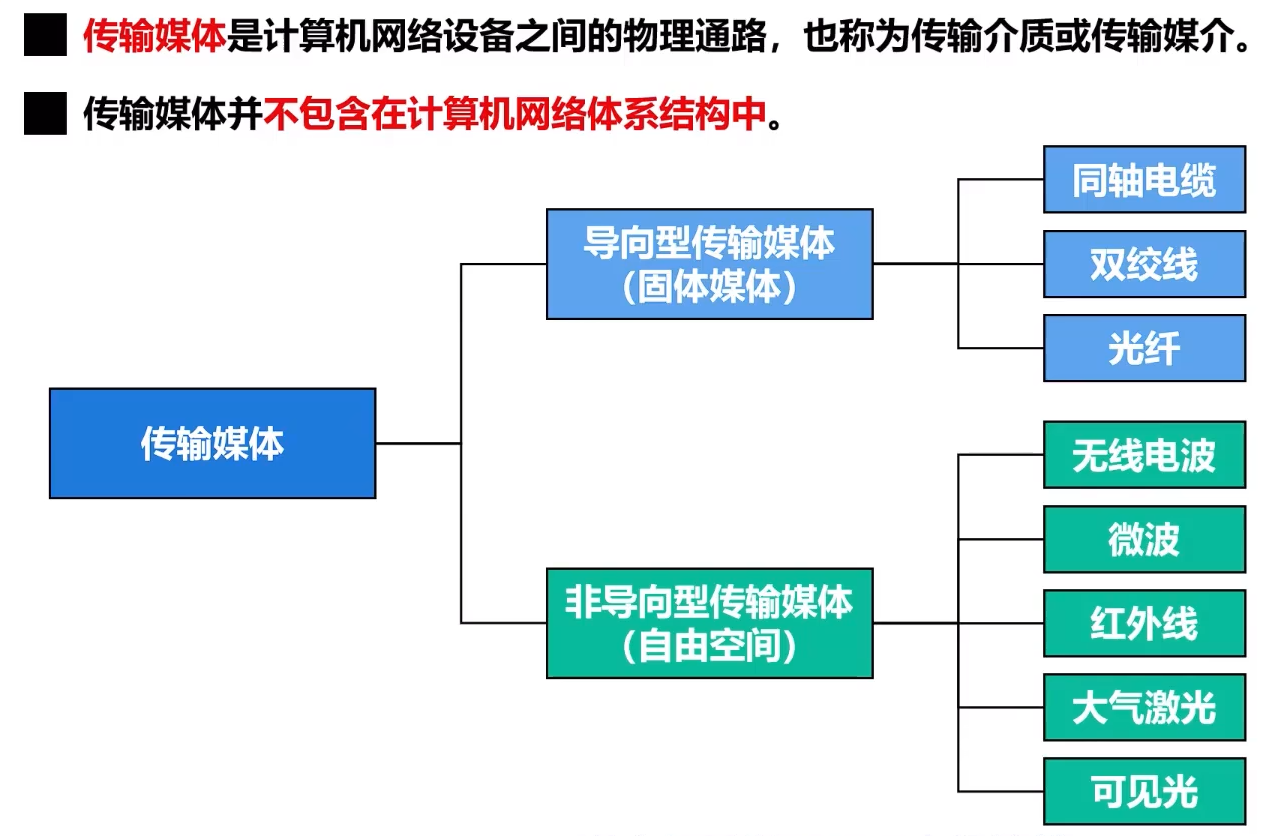 传输媒体是计算机网络设备之间的物理通路，也称为传输介质或传输媒介。
传输媒体并不包含在计算机网络体系结构中。
传输媒体
导向型传输媒体
（固体媒体）
同轴电缆
双绞线
光纤
非导向型传输媒体
（自由空间）
无线电波
微波
红外线
大气激光
可见光